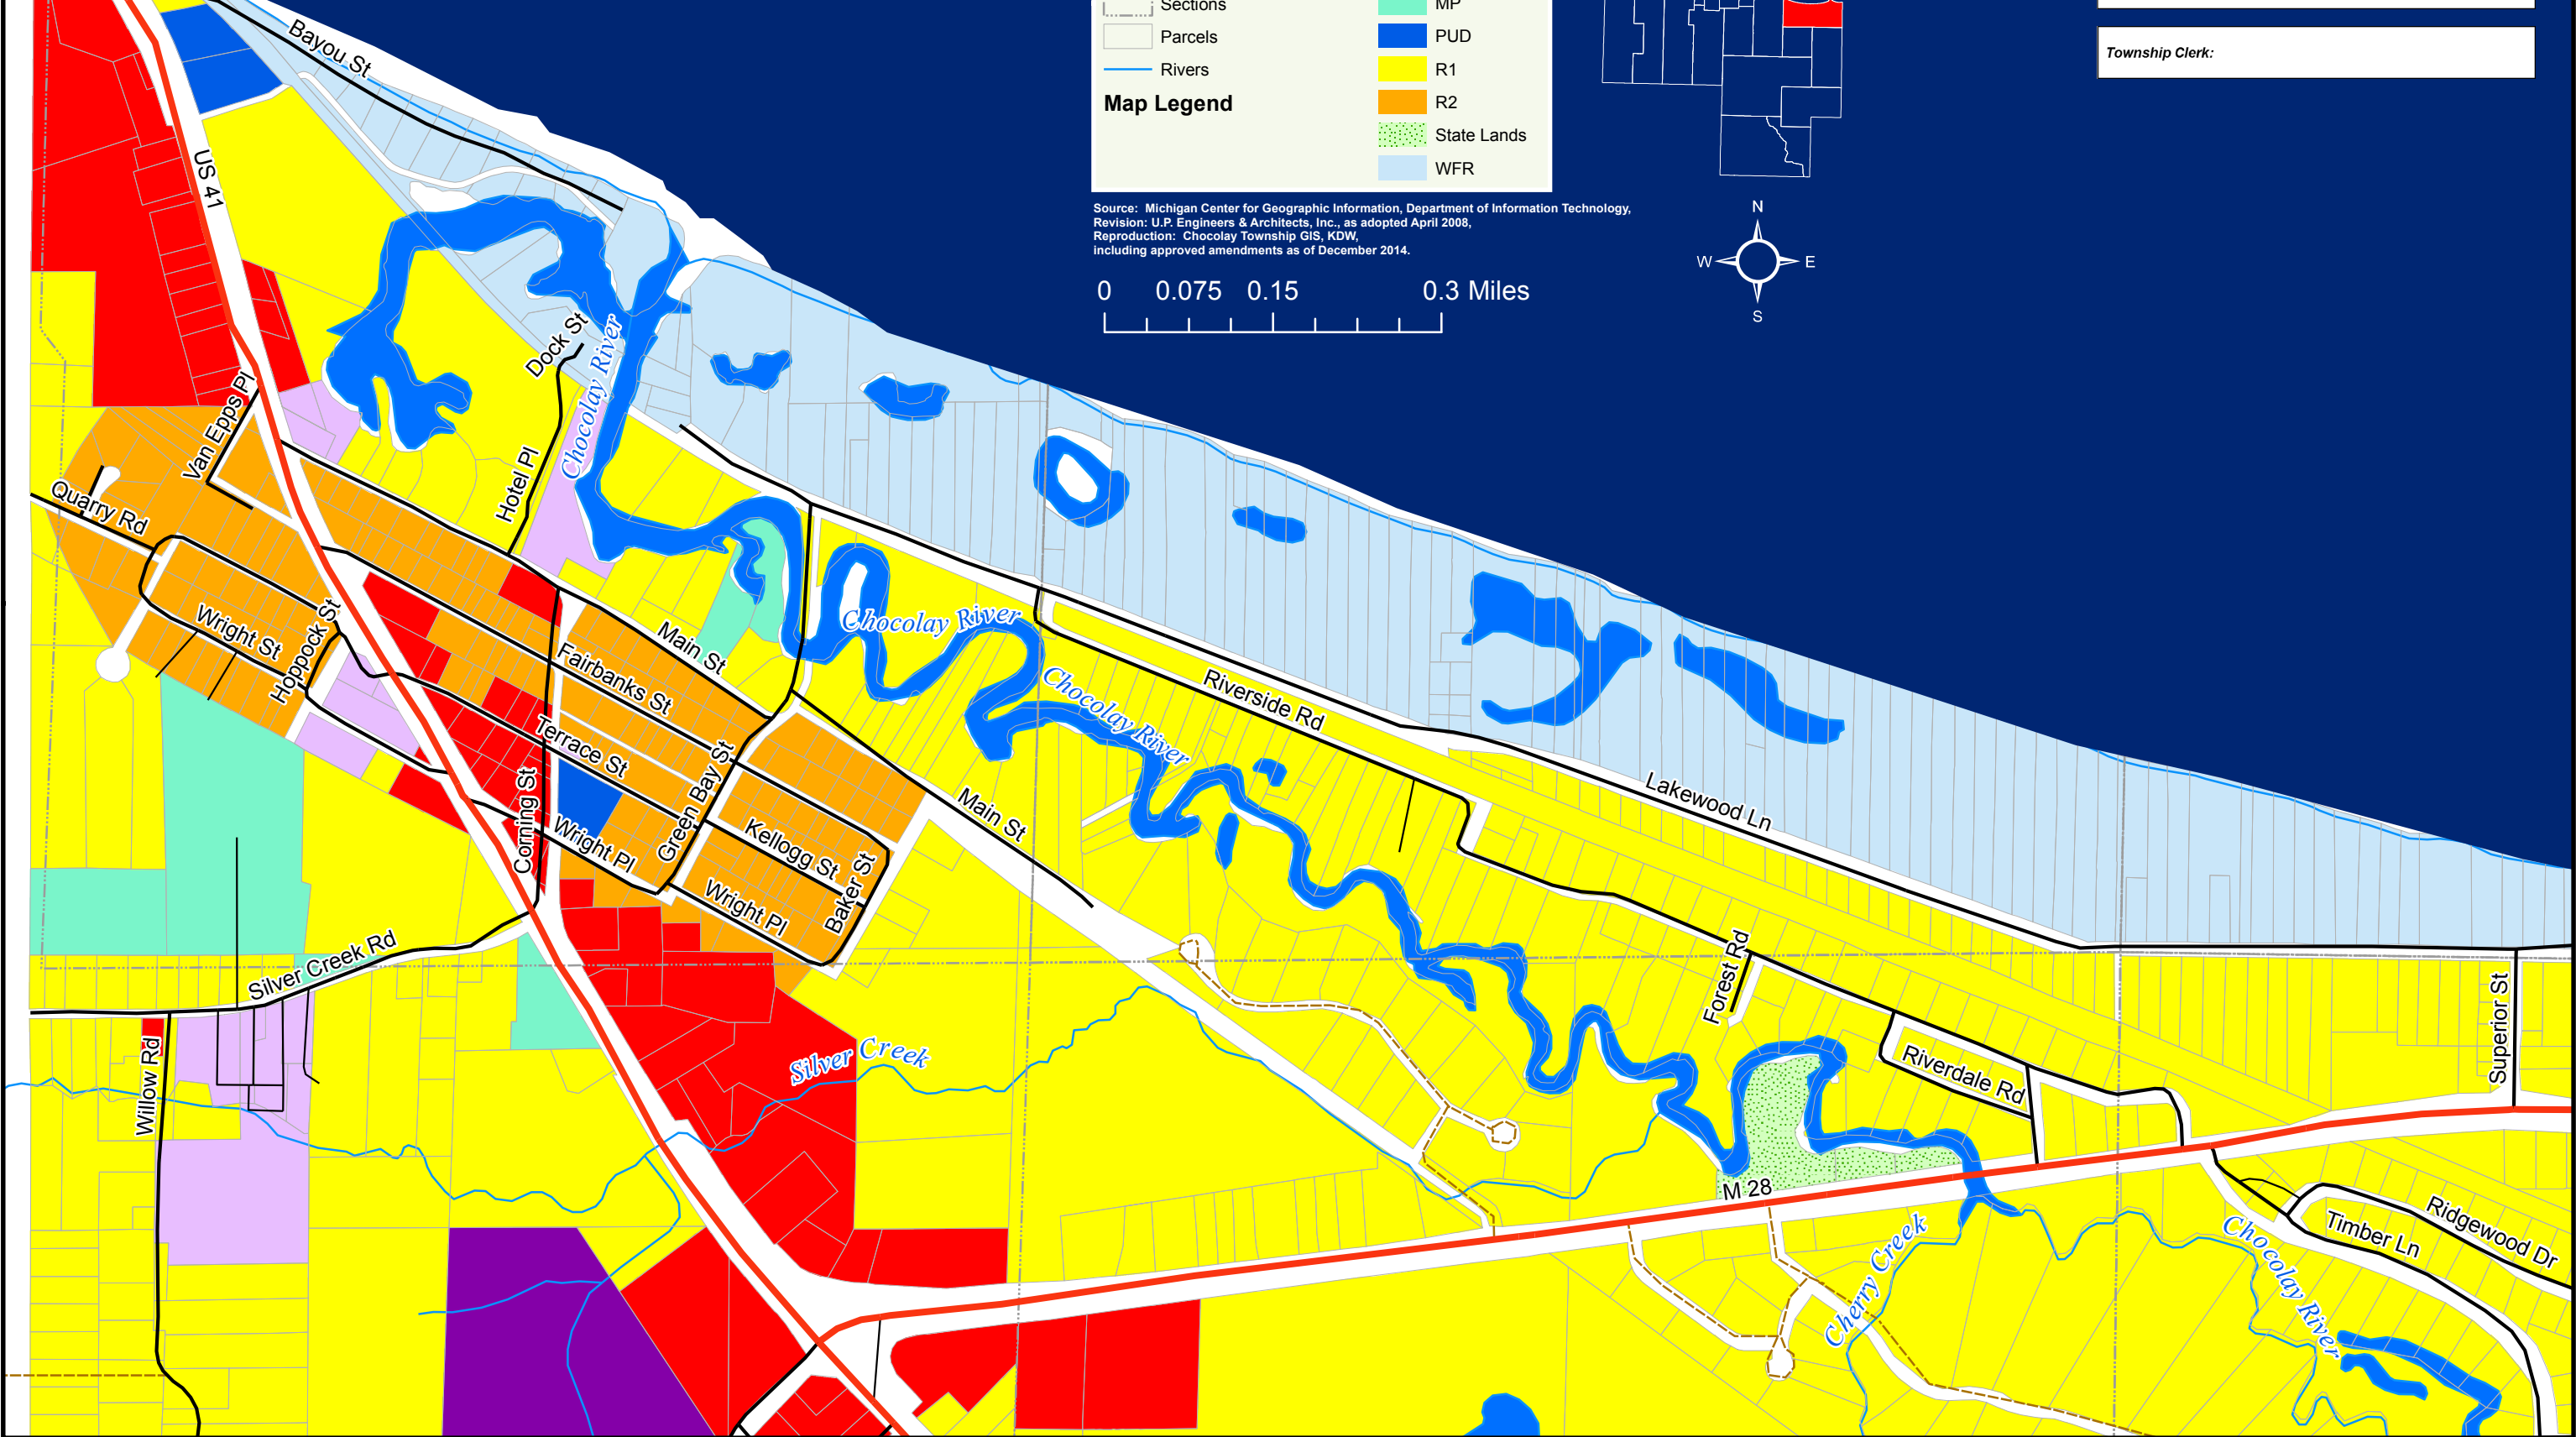 Sections
MP
Parcels
PUD
Rivers
R1
Map Legend
R2
State Lands
WFR
Township Clerk:
Source: Michigan Center for Geographic Information, Department of Information Technology,
Revision: U.P. Engineers & Architects, Inc., as adopted April 2008,
Reproduction: Chocolay Township GIS, KDW,
including approved amendments as of December 2014.
0 0.075 0.15 0.3 Miles
N
W E
S
Bayou St
US 41
Dock St
Chocolay River
Van Epps Pl
Hotel Pl
Quarry Rd
Wright St
Hoppock St
Main St
Fairbanks St
Chocolay River
Chocolay River
Riverside Rd
Terrace St
Corning St
Green Bay St
Wright Pl
Kellogg St
Main St
Lakewood Ln
Wright Pl
Baker St
Silver Creek Rd
Forest Rd
Superior St
Silver Creek
Willow Rd
Riverdale Rd
M 28
Cherry Creek
Chocolay River
Timber Ln
Ridgewood Dr